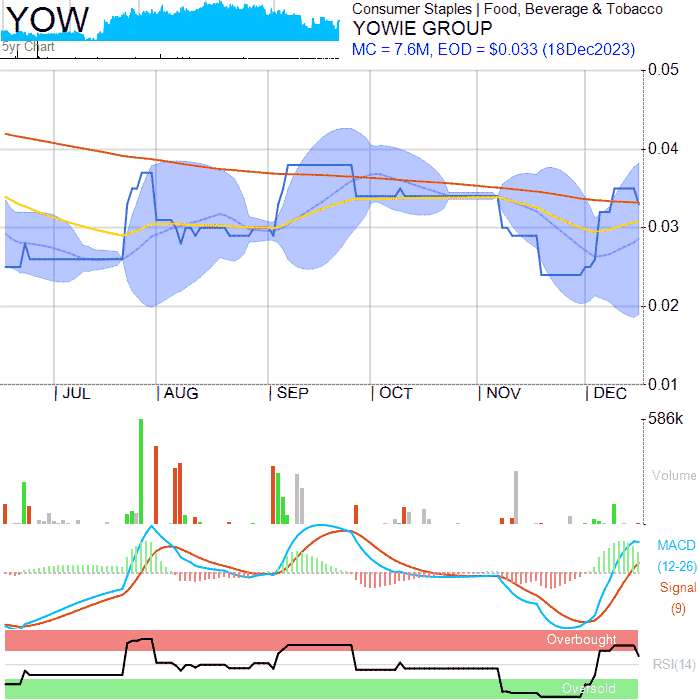 YOW
5yr Chart
Consumer Staples | Food, Beverage & Tobacco
YOWIE GROUP
MC = 7.6M, EOD = $0.033 (18Dec2023)
0.05
0.04
0.03
0.02
0.01
| JUL | AUG | SEP | OCT | NOV | DEC
586k
Volume
MACD
(12-26)
Signal
(9)
Overbought
RSI(14)
Oversold